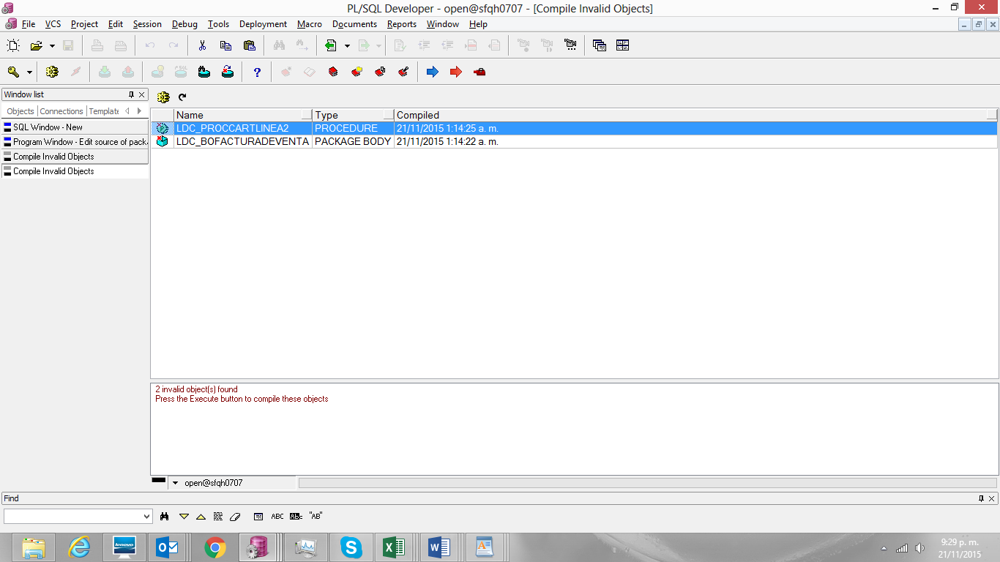 PL/SQL Developer - open@sfqh0707 - [Compile Invalid Objects]
File VCS Project Edit Session Debug Tools Deployment Macro Documents Reports Window Help
Window list
Objects Connections Template
SQL Window - New
Program Window - Edit source of pack
Compile Invalid Objects
Compile Invalid Objects
Name Type Compiled
LDC_PROCCARTLINEA2 PROCEDURE 21/11/2015 1:14:25 a. m.
LDC_BOFACTURADEVENTA PACKAGE BODY 21/11/2015 1:14:22 a. m.
2 invalid object(s) found
Press the Execute button to compile these objects
open@sfqh0707
Find
ABC "AB"
lenovo
9:29 p. m.
21/11/2015